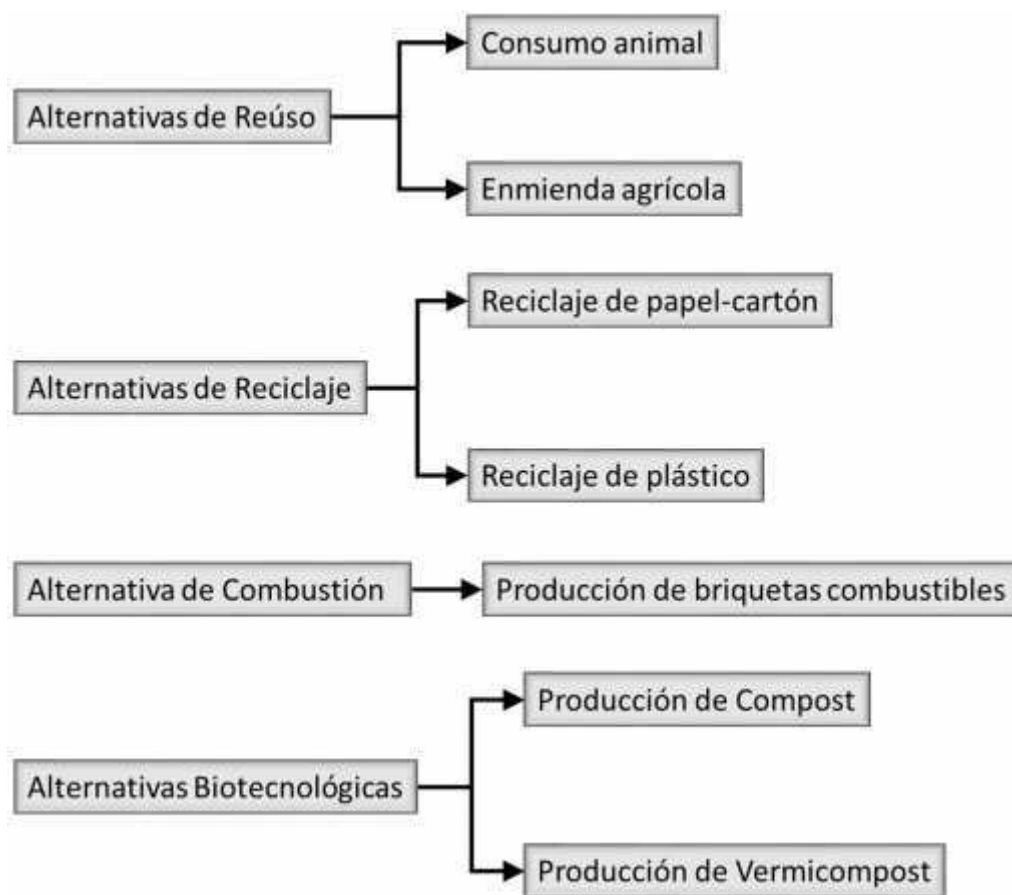 Consumo animal
Alternativas de Reúso
Enmienda agrícola
Reciclaje de papel-cartón
Alternativas de Reciclaje
Reciclaje de plástico
Alternativa de Combustión
Producción de briquetas combustibles
Producción de Compost
Alternativas Biotecnológicas
Producción de Vermicompost